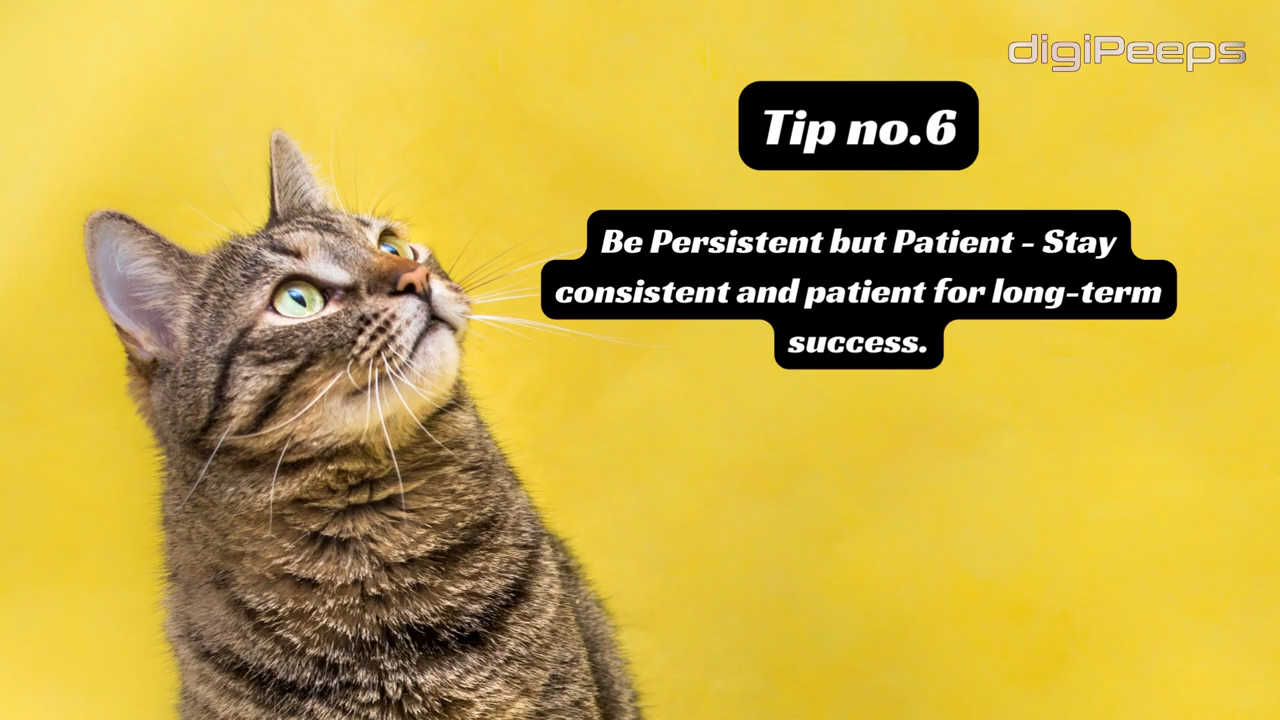 digiPeeps
Tip no.6
Be Persistent but Patient - Stay
consistent and patient for long-term
success.